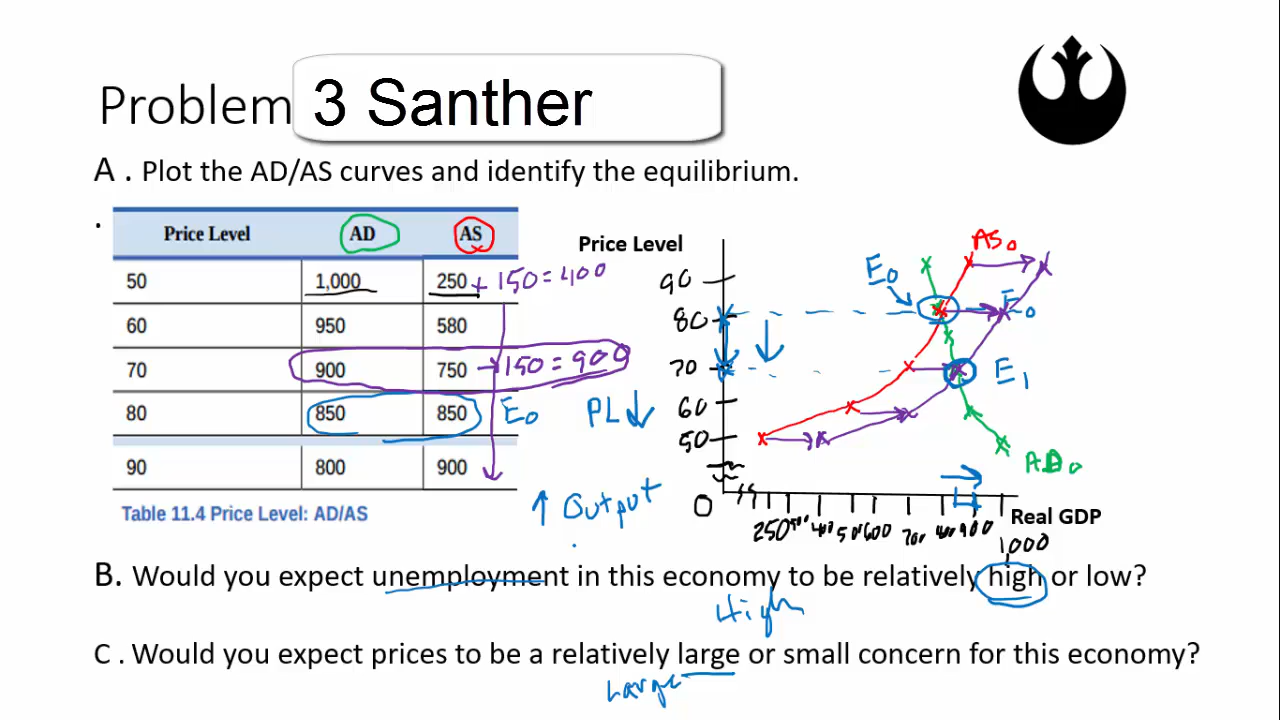 Problem 3 Santher
A . Plot the AD/AS curves and identify the equilibrium.
.
Price Level AD AS
50 1,000 250 + 150 = 400
60 950 580
70 900 750 150 = 900
80 850 850 E0
90 800 900
Table 11.4 Price Level: AD/AS
PL ↓
↑ Output
Price Level
90
80
70
60
50
0
250 400 500 600 700 900
1000
Real GDP
AS0
E0
E1
AD0
B. Would you expect unemployment in this economy to be relatively high or low?
High
C . Would you expect prices to be a relatively large or small concern for this economy?
Large